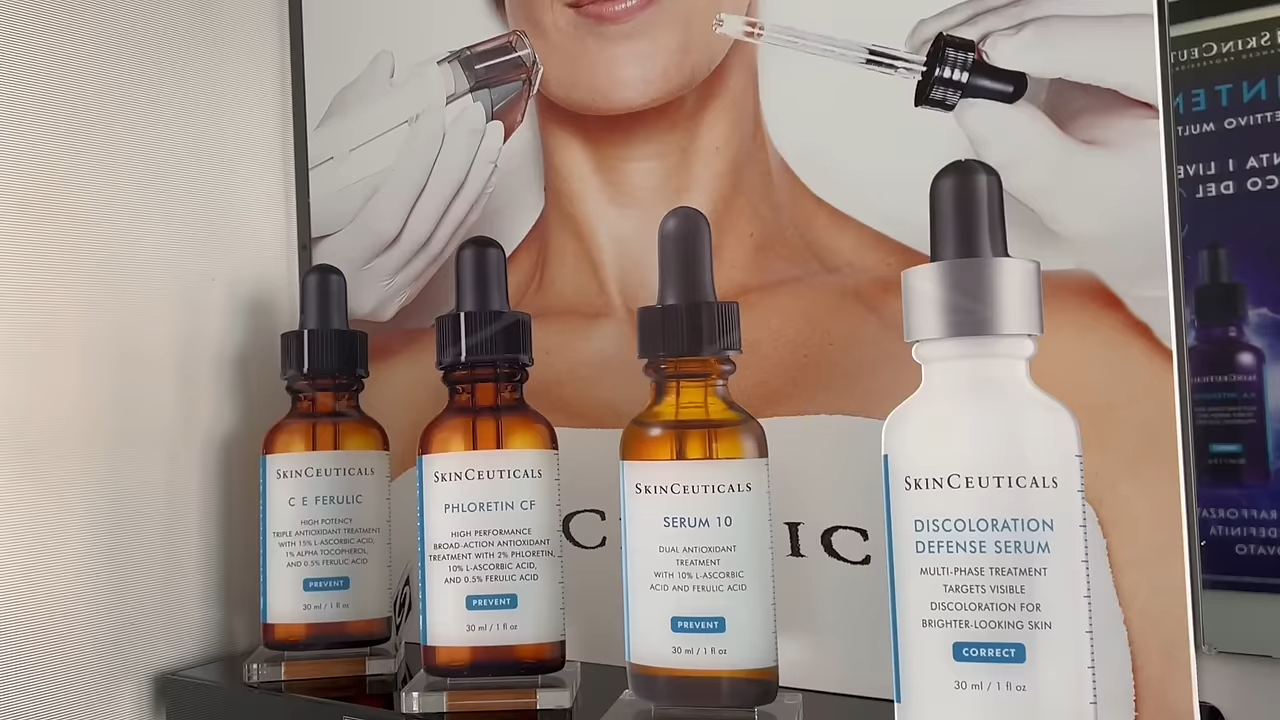 SKINCEUTICALS
C E FERULIC
HIGH POTENCY
TRIPLE ANTIOXIDANT TREATMENT
WITH 15% L-ASCORBIC ACID,
1% ALPHA TOCOPHEROL,
AND 0.5% FERULIC ACID
PREVENT
30 ml / 1 fl oz
SKINCEUTICALS
PHLORETIN CF
HIGH PERFORMANCE
BROAD-ACTION ANTIOXIDANT
TREATMENT WITH 2% PHLORETIN,
10% L-ASCORBIC ACID,
AND 0.5% FERULIC ACID
PREVENT
30 ml / 1 fl oz
SKINCEUTICALS
SERUM 10
DUAL ANTIOXIDANT
TREATMENT
WITH 10% L-ASCORBIC
ACID AND FERULIC ACID
PREVENT
30 ml / 1 fl oz
SKINCEUTICALS
DISCOLORATION
DEFENSE SERUM
MULTI-PHASE TREATMENT
TARGETS VISIBLE
DISCOLORATION FOR
BRIGHTER-LOOKING SKIN
CORRECT
30 ml / 1 fl oz